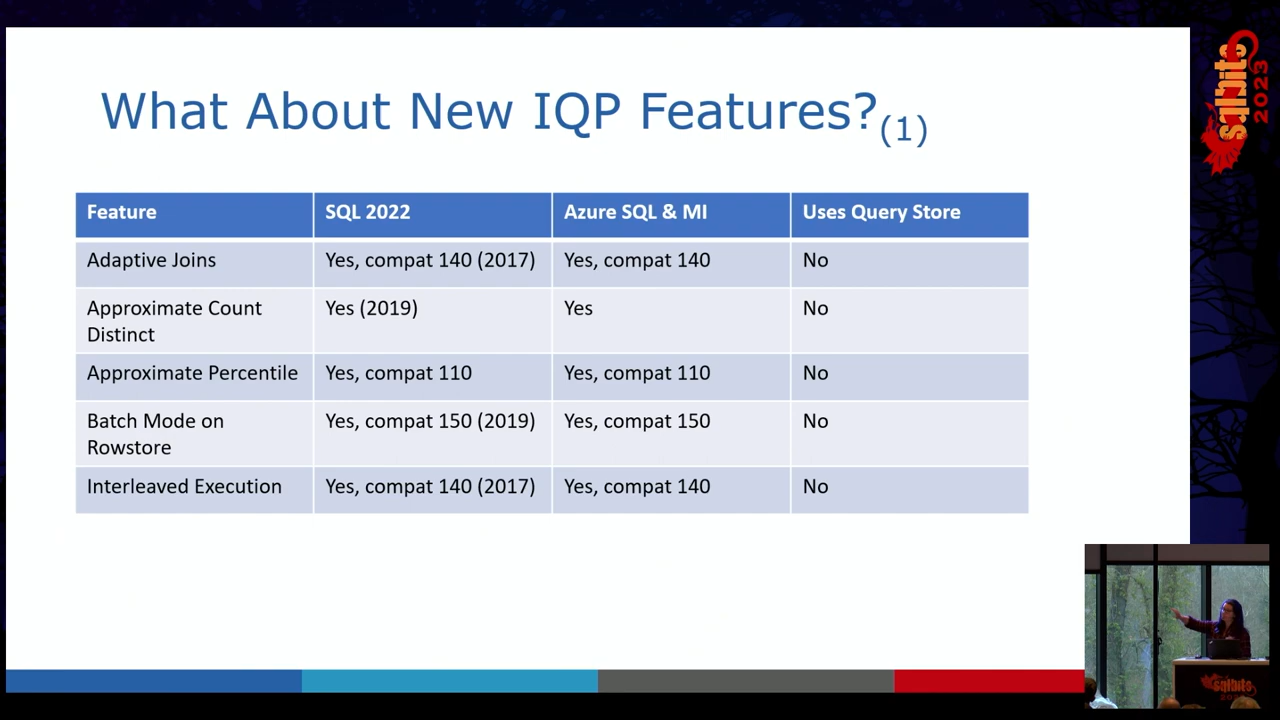 What About New IQP Features?(1)
Feature SQL 2022 Azure SQL & MI Uses Query Store
Adaptive Joins Yes, compat 140 (2017) Yes, compat 140 No
Approximate Count Distinct Yes (2019) Yes No
Approximate Percentile Yes, compat 110 Yes, compat 110 No
Batch Mode on Rowstore Yes, compat 150 (2019) Yes, compat 150 No
Interleaved Execution Yes, compat 140 (2017) Yes, compat 140 No
sqlbits
2023
sqlbits